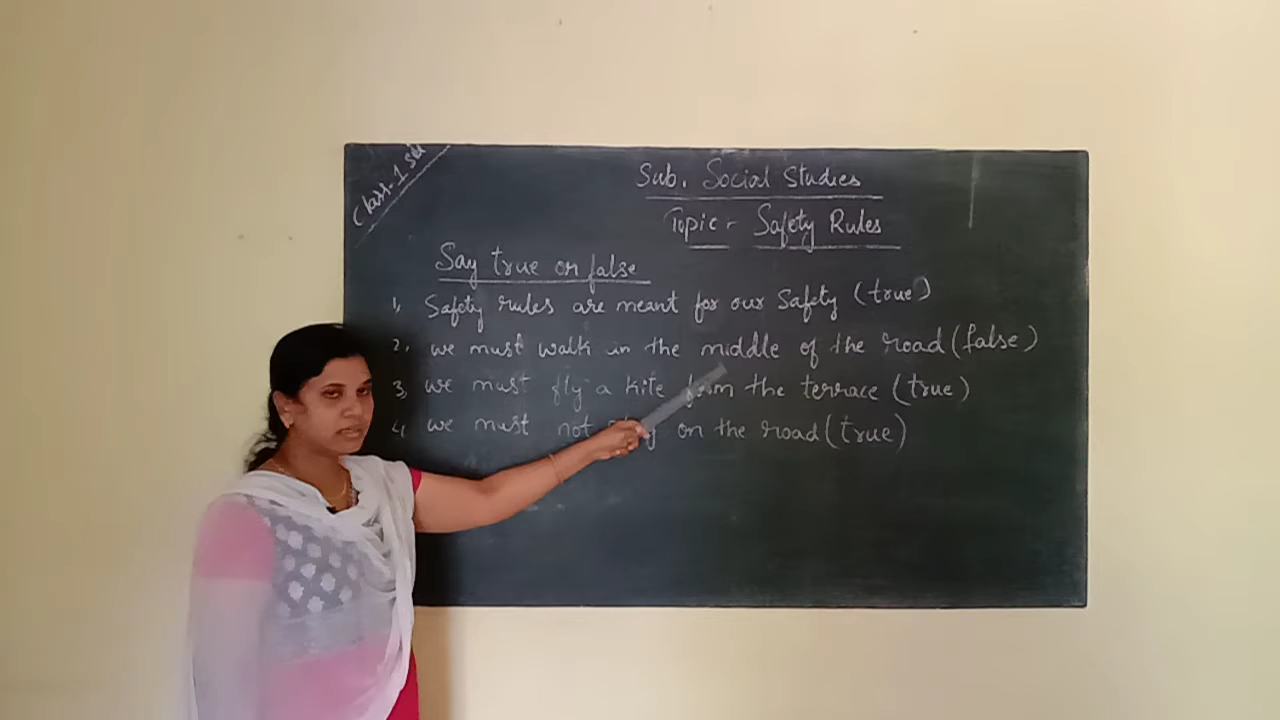 Class-1 sst
Sub. Social Studies
Topic - Safety Rules
Say true or false
1, Safety rules are meant for our Safety (true)
2, we must walk in the middle of the road (false)
3, we must fly a kite from the terrace (true)
4, we must not on the road (true)